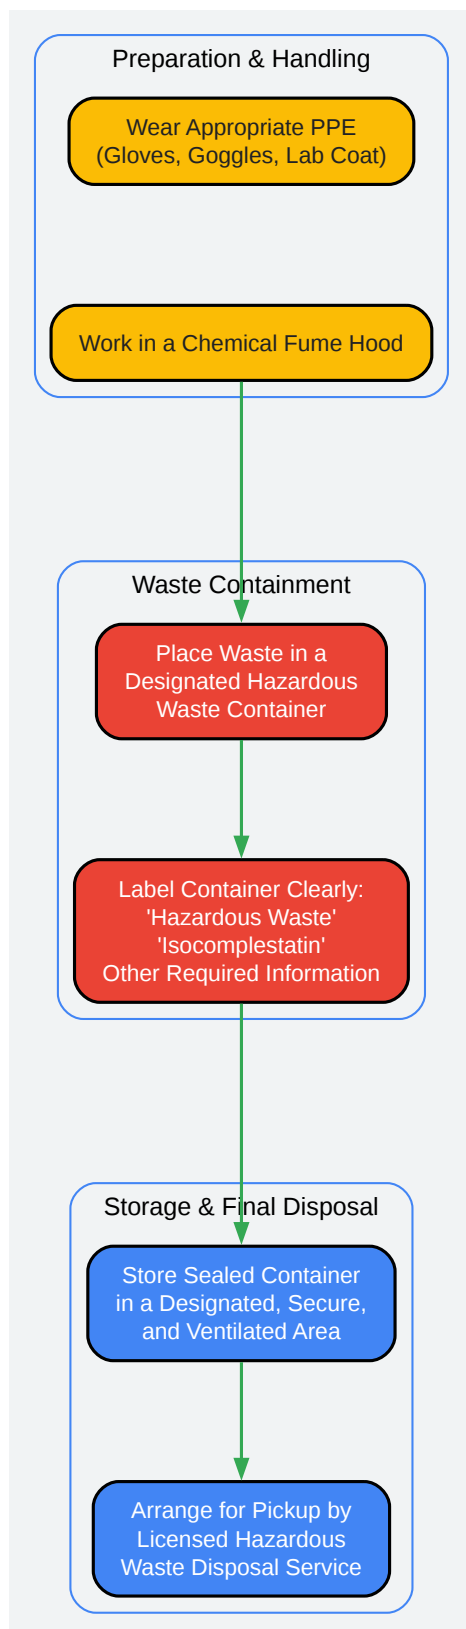 Preparation & Handling
Wear Appropriate PPE
(Gloves, Goggles, Lab Coat)
Work in a Chemical Fume Hood
Waste Containment
Place Waste in a
Designated Hazardous
Waste Container
Label Container Clearly:
'Hazardous Waste'
'Isocomplestatin'
Other Required Information
Storage & Final Disposal
Store Sealed Container
in a Designated, Secure,
and Ventilated Area
Arrange for Pickup by
Licensed Hazardous
Waste Disposal Service